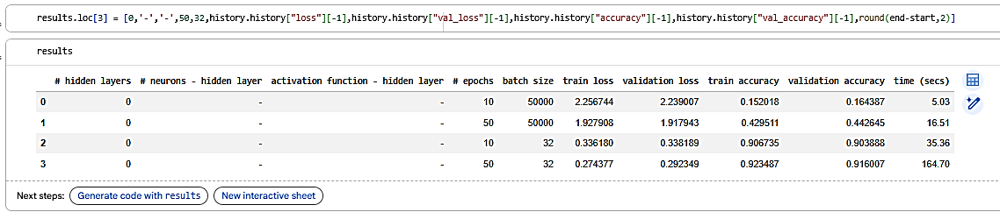 results.loc[3] = [0,'-','-',50,32,history.history["loss"][-1],history.history["val_loss"][-1],history.history["accuracy"][-1],history.history["val_accuracy"][-1],round(end-start,2)]
results
# hidden layers # neurons - hidden layer activation function - hidden layer # epochs batch size train loss validation loss train accuracy validation accuracy time (secs)
0 0 - - 10 50000 2.256744 2.239007 0.152018 0.164387 5.03
1 0 - - 50 50000 1.927908 1.917943 0.429511 0.442645 16.51
2 0 - - 10 32 0.336180 0.338189 0.906735 0.903888 35.36
3 0 - - 50 32 0.274377 0.292349 0.923487 0.916007 164.70
Next steps: Generate code with results New interactive sheet